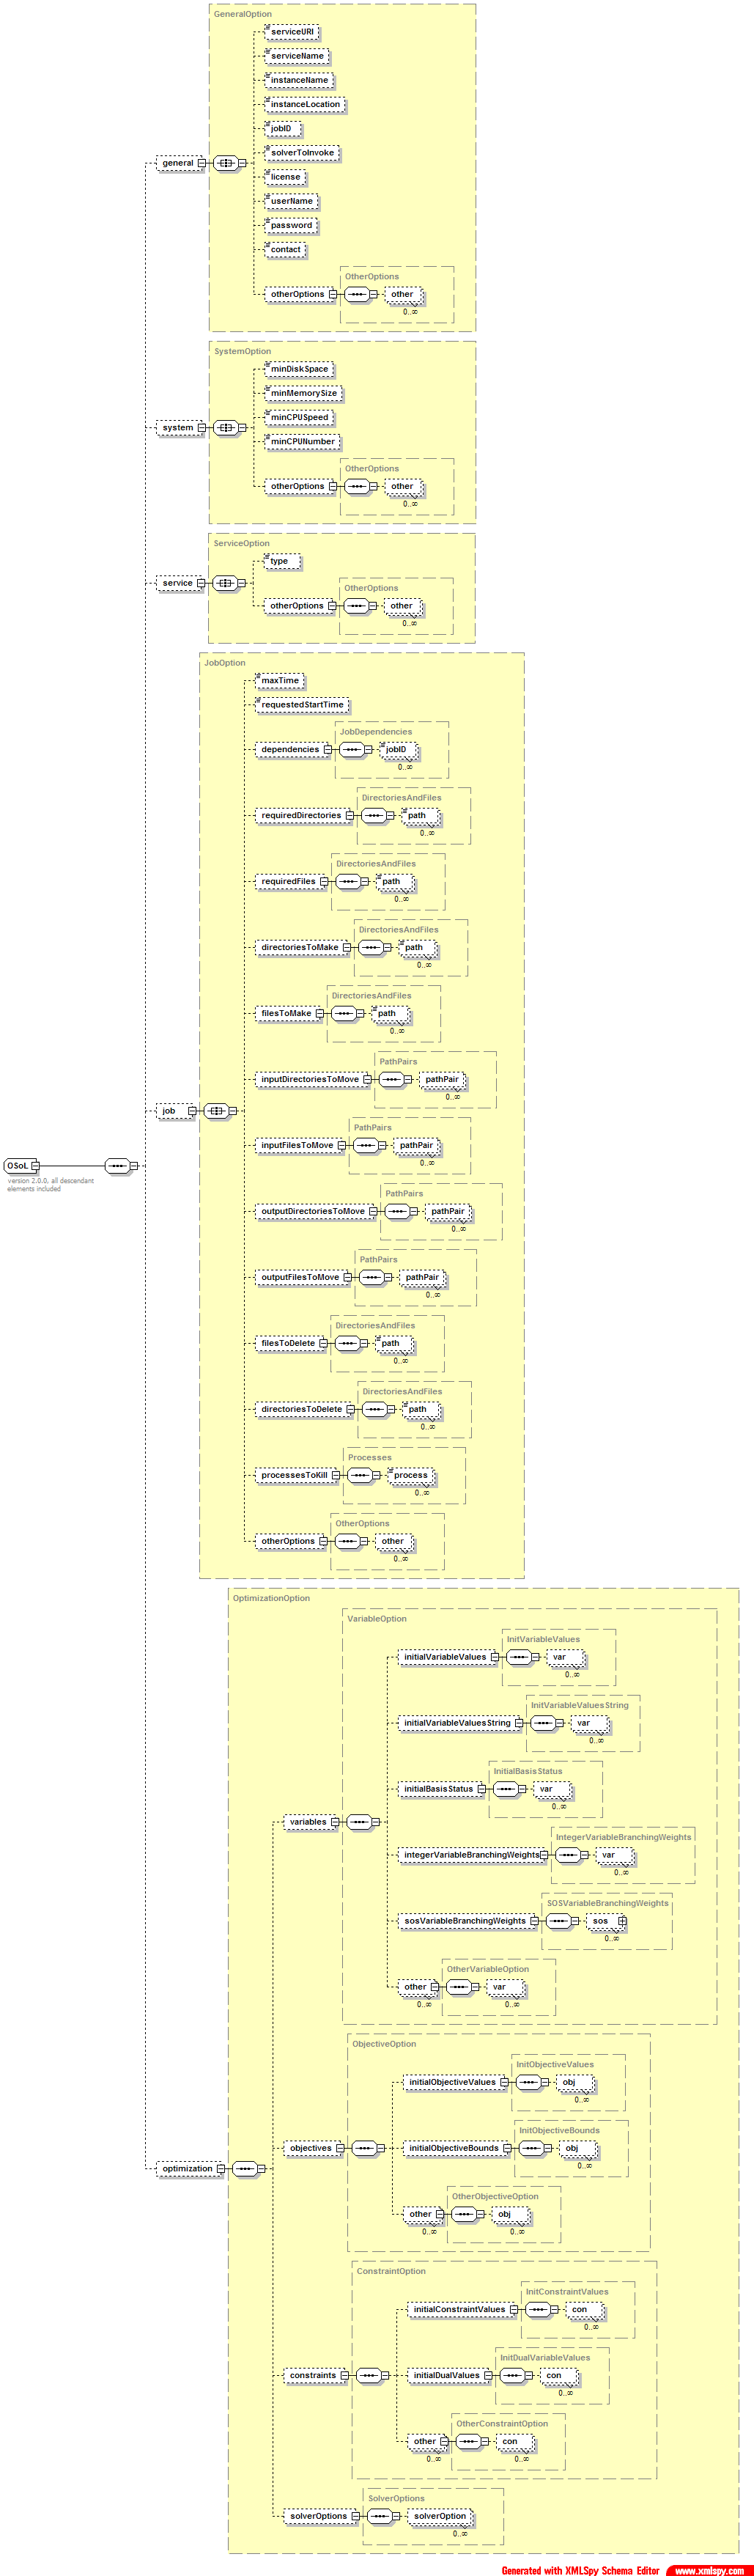 GeneralOption
serviceURI
serviceName
instanceName
instanceLocation
jobID
solverToInvoke
general
license
userName
password
contact
OtherOptions
otherOptions
other
0..∞
SystemOption
minDiskSpace
minMemorySize
minCPUSpeed
system
minCPUNumber
OtherOptions
otherOptions
other
0..∞
ServiceOption
type
service
OtherOptions
otherOptions
other
0..∞
JobOption
maxTime
requestedStartTime
JobDependencies
dependencies
jobID
0..∞
DirectoriesAndFiles
requiredDirectories
path
0..∞
DirectoriesAndFiles
requiredFiles
path
0..∞
DirectoriesAndFiles
directoriesToMake
path
0..∞
DirectoriesAndFiles
filesToMake
path
0..∞
PathPairs
inputDirectoriesToMove
pathPair
0..∞
job
PathPairs
inputFilesToMove
pathPair
0..∞
OSoL
version 2.0.0, all descendant
elements included
PathPairs
outputDirectoriesToMove
pathPair
0..∞
PathPairs
outputFilesToMove
pathPair
0..∞
DirectoriesAndFiles
filesToDelete
path
0..∞
DirectoriesAndFiles
directoriesToDelete
path
0..∞
Processes
processesToKill
process
0..∞
OtherOptions
otherOptions
other
0..∞
OptimizationOption
VariableOption
InitVariableValues
initialVariableValues
var
0..∞
InitVariableValuesString
initialVariableValuesString
var
0..∞
InitialBasisStatus
initialBasisStatus
var
0..∞
variables
IntegerVariableBranchingWeights
integerVariableBranchingWeights
var
0..∞
SOSVariableBranchingWeights
sosVariableBranchingWeights
sos
0..∞
OtherVariableOption
other
var
0..∞ 0..∞
ObjectiveOption
InitObjectiveValues
initialObjectiveValues
obj
0..∞
InitObjectiveBounds
objectives
initialObjectiveBounds
obj
0..∞
optimization
OtherObjectiveOption
other
obj
0..∞ 0..∞
ConstraintOption
InitConstraintValues
initialConstraintValues
con
0..∞
InitDualVariableValues
constraints
initialDualValues
con
0..∞
OtherConstraintOption
other
con
0..∞ 0..∞
SolverOptions
solverOptions
solverOption
0..∞
Generated with XMLSpy Schema Editor www.xmlspy.com